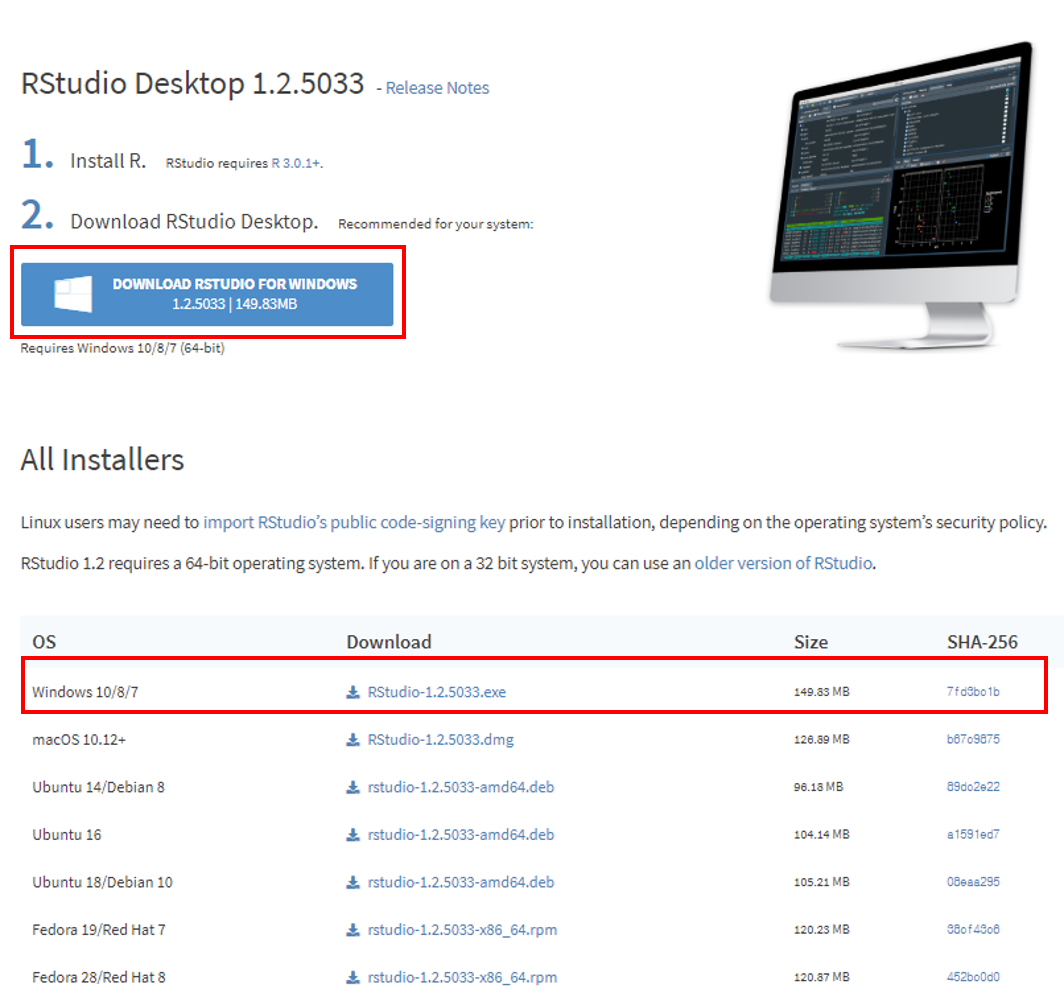 RStudio Desktop 1.2.5033 - Release Notes
1. Install R. RStudio requires R 3.0.1+.
2. Download RStudio Desktop. Recommended for your system:
DOWNLOAD RSTUDIO FOR WINDOWS
1.2.5033 | 149.83MB
Requires Windows 10/8/7 (64-bit)
All Installers
Linux users may need to import RStudio’s public code-signing key prior to installation, depending on the operating system’s security policy.
RStudio 1.2 requires a 64-bit operating system. If you are on a 32 bit system, you can use an older version of RStudio.
OS Download Size SHA-256
Windows 10/8/7 RStudio-1.2.5033.exe 149.83 MB 7fd3bc1b
macOS 10.12+ RStudio-1.2.5033.dmg 126.89 MB b67c9875
Ubuntu 14/Debian 8 rstudio-1.2.5033-amd64.deb 96.18 MB 89dc2e22
Ubuntu 16 rstudio-1.2.5033-amd64.deb 104.14 MB a1591ed7
Ubuntu 18/Debian 10 rstudio-1.2.5033-amd64.deb 105.21 MB 08eaa295
Fedora 19/Red Hat 7 rstudio-1.2.5033-x86_64.rpm 120.23 MB 38cf43c6
Fedora 28/Red Hat 8 rstudio-1.2.5033-x86_64.rpm 120.87 MB 452bc0d0